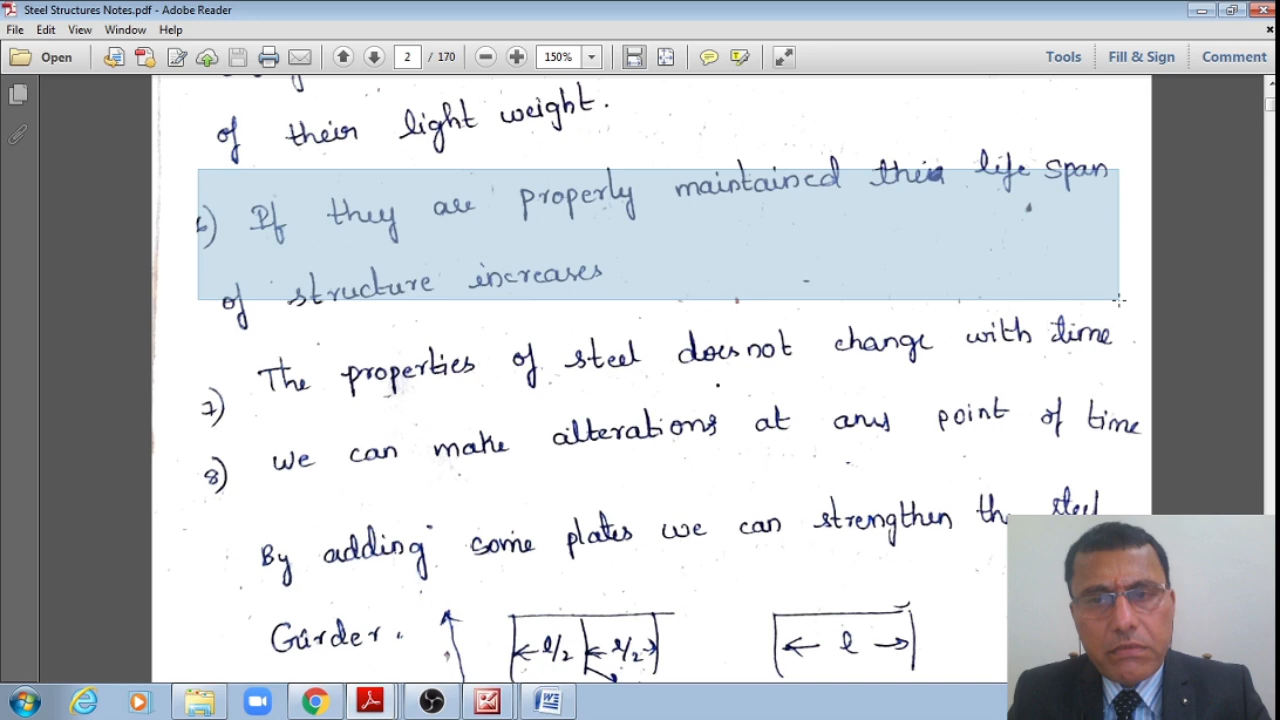 Steel Structures Notes.pdf - Adobe Reader
File Edit View Window Help
Open 2 / 170 150% Tools Fill & Sign Comment
of their light weight.
6) If they are properly maintained their life span
of structure increases
7) The properties of steel does not change with time
8) we can make alterations at any point of time
By adding some plates we can strengthen the steel
Girder.
l/2 l/2 l